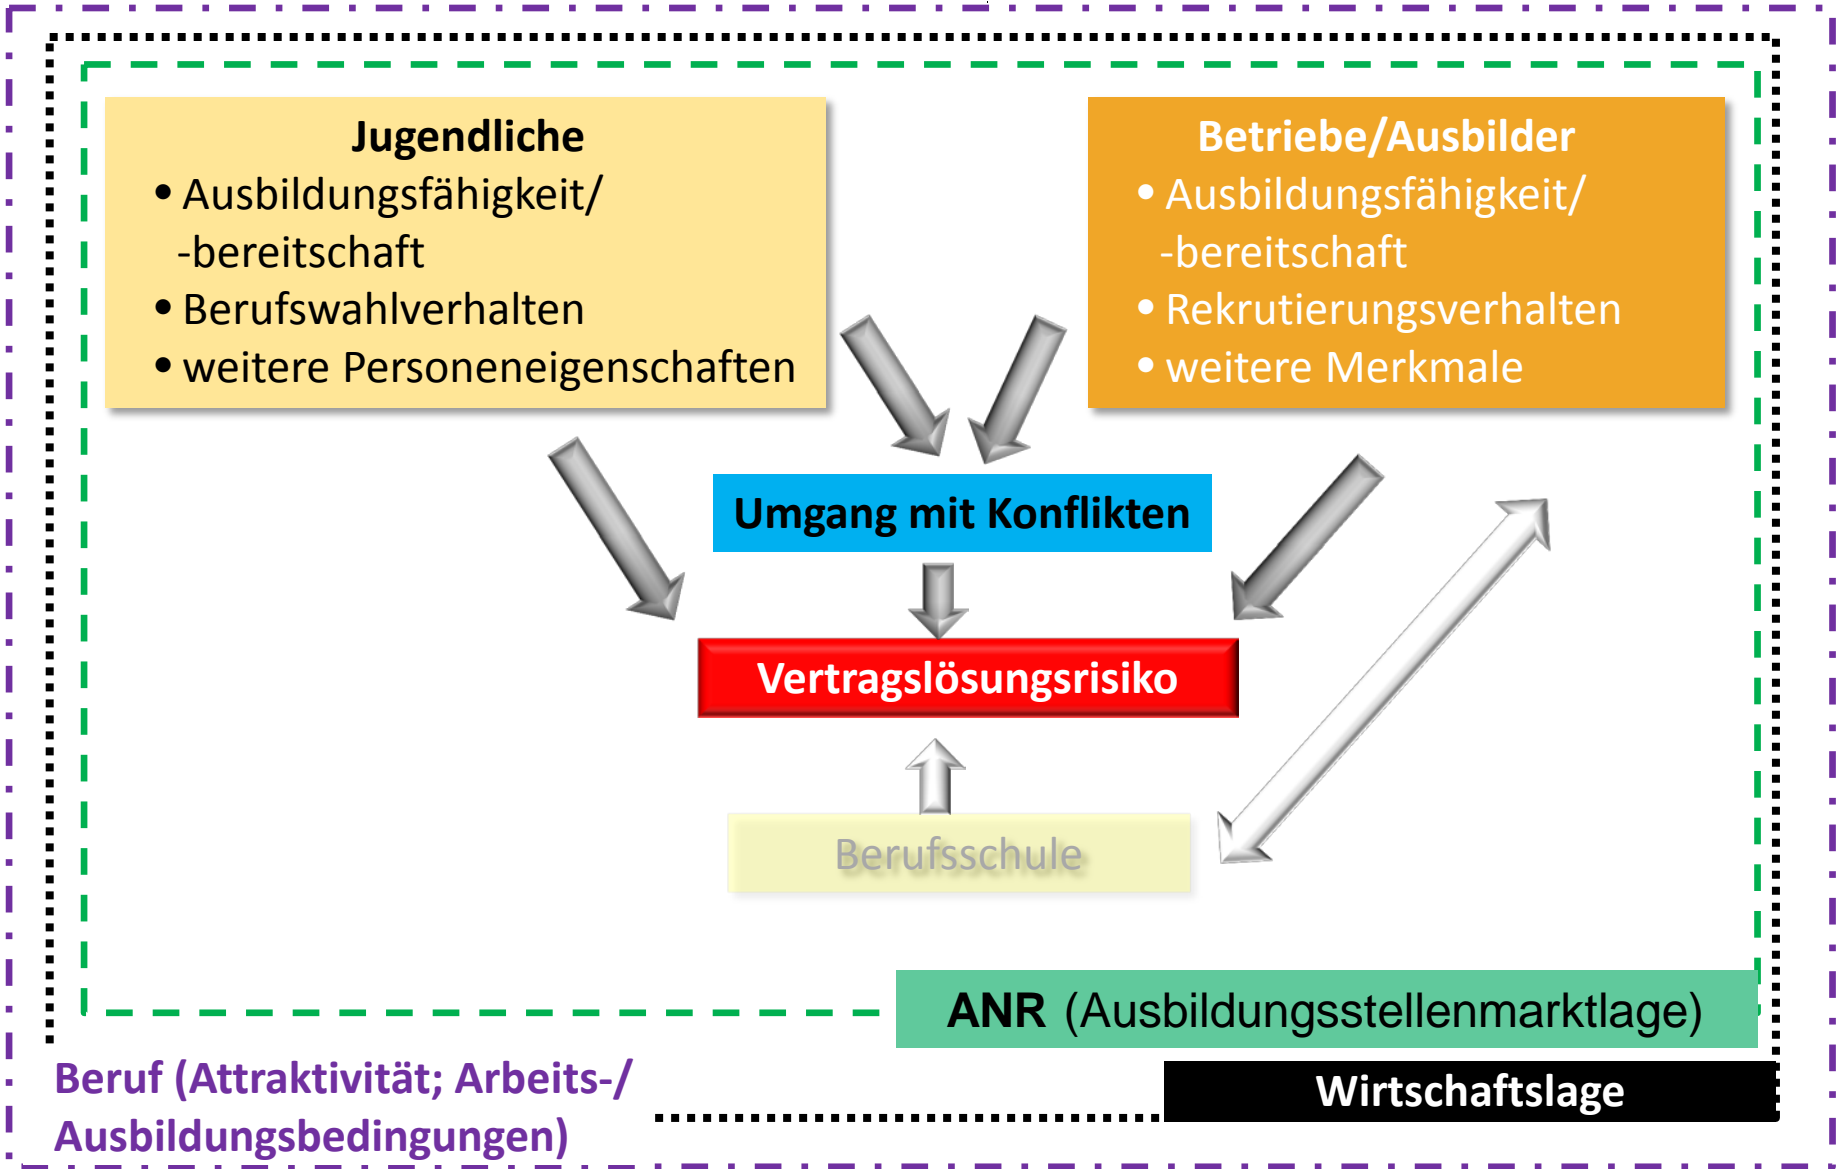 Jugendliche
• Ausbildungsfähigkeit/
-bereitschaft
• Berufswahlverhalten
• weitere Personeneigenschaften
Betriebe/Ausbilder
• Ausbildungsfähigkeit/
-bereitschaft
• Rekrutierungsverhalten
• weitere Merkmale
Umgang mit Konflikten
Vertragslösungsrisiko
Berufsschule
ANR (Ausbildungsstellenmarktlage)
Beruf (Attraktivität; Arbeits-/
Ausbildungsbedingungen)
Wirtschaftslage